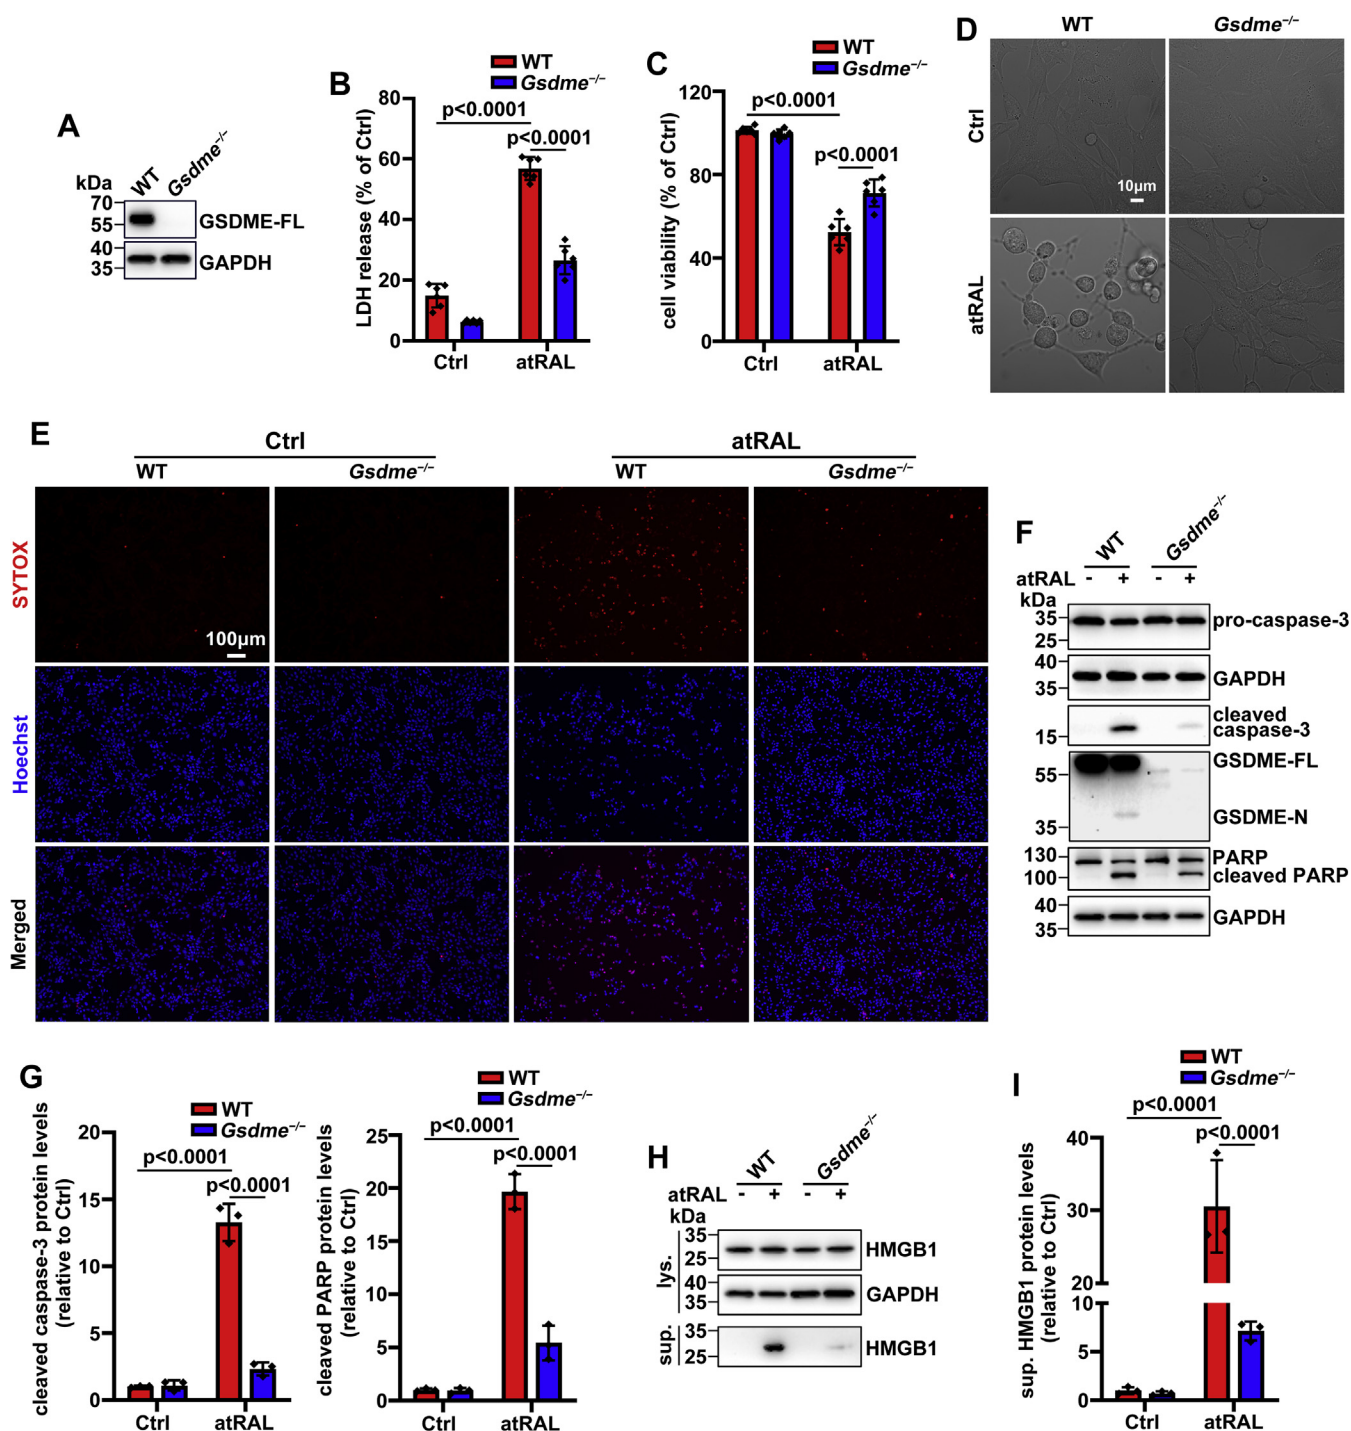 A
kDa
WT
Gsdme⁻/⁻
70
55
GSDME-FL
40
35
GAPDH
B
WT
Gsdme⁻/⁻
LDH release (% of Ctrl)
80
60
40
20
0
p<0.0001
p<0.0001
Ctrl
atRAL
C
WT
Gsdme⁻/⁻
cell viability (% of Ctrl)
120
80
40
0
p<0.0001
p<0.0001
Ctrl
atRAL
D
WT
Gsdme⁻/⁻
Ctrl
10μm
atRAL
E
Ctrl
atRAL
WT
Gsdme⁻/⁻
WT
Gsdme⁻/⁻
SYTOX
100μm
Hoechst
Merged
F
WT
Gsdme⁻/⁻
atRAL - + - +
kDa
35
25
pro-caspase-3
40
35
GAPDH
15
cleaved
caspase-3
55
GSDME-FL
35
GSDME-N
130
PARP
100
cleaved PARP
40
35
GAPDH
G
WT
Gsdme⁻/⁻
cleaved caspase-3 protein levels
(relative to Ctrl)
20
15
10
5
0
p<0.0001
p<0.0001
Ctrl
atRAL
WT
Gsdme⁻/⁻
cleaved PARP protein levels
(relative to Ctrl)
25
20
15
10
5
0
p<0.0001
p<0.0001
Ctrl
atRAL
H
WT
Gsdme⁻/⁻
atRAL - + - +
kDa
lys.
35
25
HMGB1
40
35
GAPDH
sup.
35
25
HMGB1
I
WT
Gsdme⁻/⁻
sup. HMGB1 protein levels
(relative to Ctrl)
40
30
20
10
5
0
p<0.0001
p<0.0001
Ctrl
atRAL